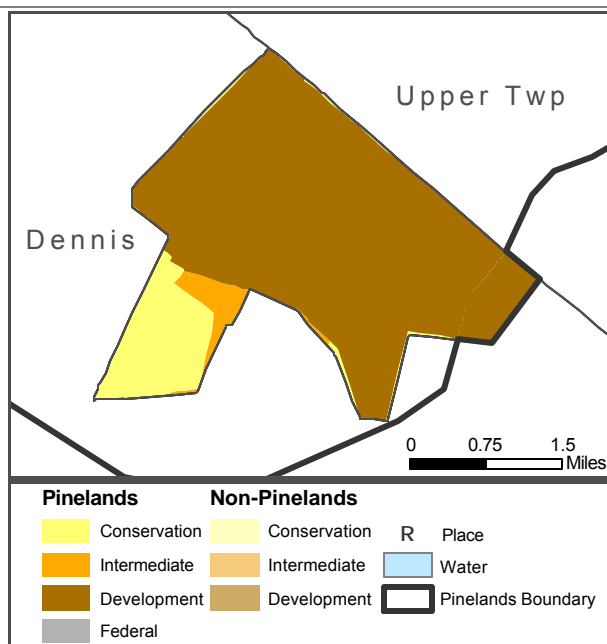 Upper Twp
Dennis
0 0.75 1.5
Miles
Pinelands Non-Pinelands
Conservation Conservation R Place
Intermediate Intermediate Water
Development Development Pinelands Boundary
Federal